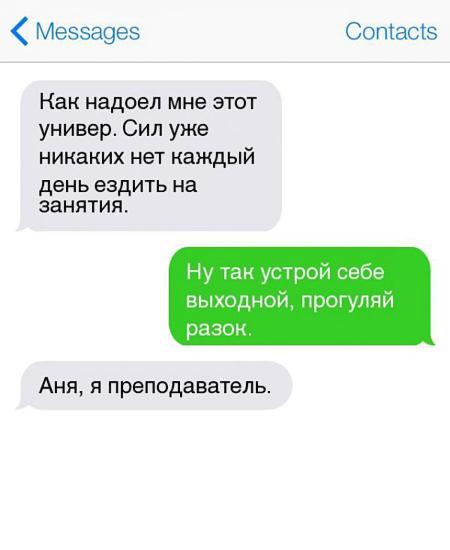 Messages Contacts
Как надоел мне этот
универ. Сил уже
никаких нет каждый
день ездить на
занятия.
Ну так устрой себе
выходной, прогуляй
разок.
Аня, я преподаватель.